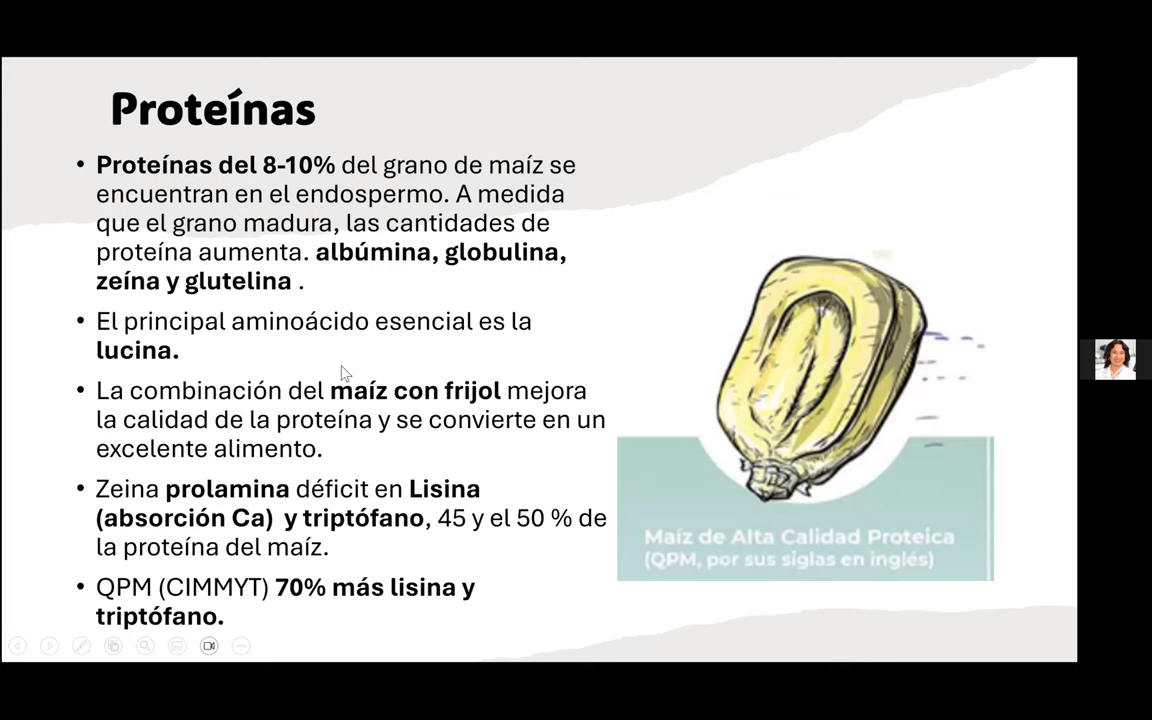 Proteínas
• Proteínas del 8-10% del grano de maíz se
encuentran en el endospermo. A medida
que el grano madura, las cantidades de
proteína aumenta. albúmina, globulina,
zeína y glutelina .
• El principal aminoácido esencial es la
lucina.
• La combinación del maíz con frijol mejora
la calidad de la proteína y se convierte en un
excelente alimento.
• Zeina prolamina déficit en Lisina
(absorción Ca) y triptófano, 45 y el 50 % de
la proteína del maíz.
• QPM (CIMMYT) 70% más lisina y
triptófano.
Maíz de Alta Calidad Proteica
(QPM, por sus siglas en inglés)